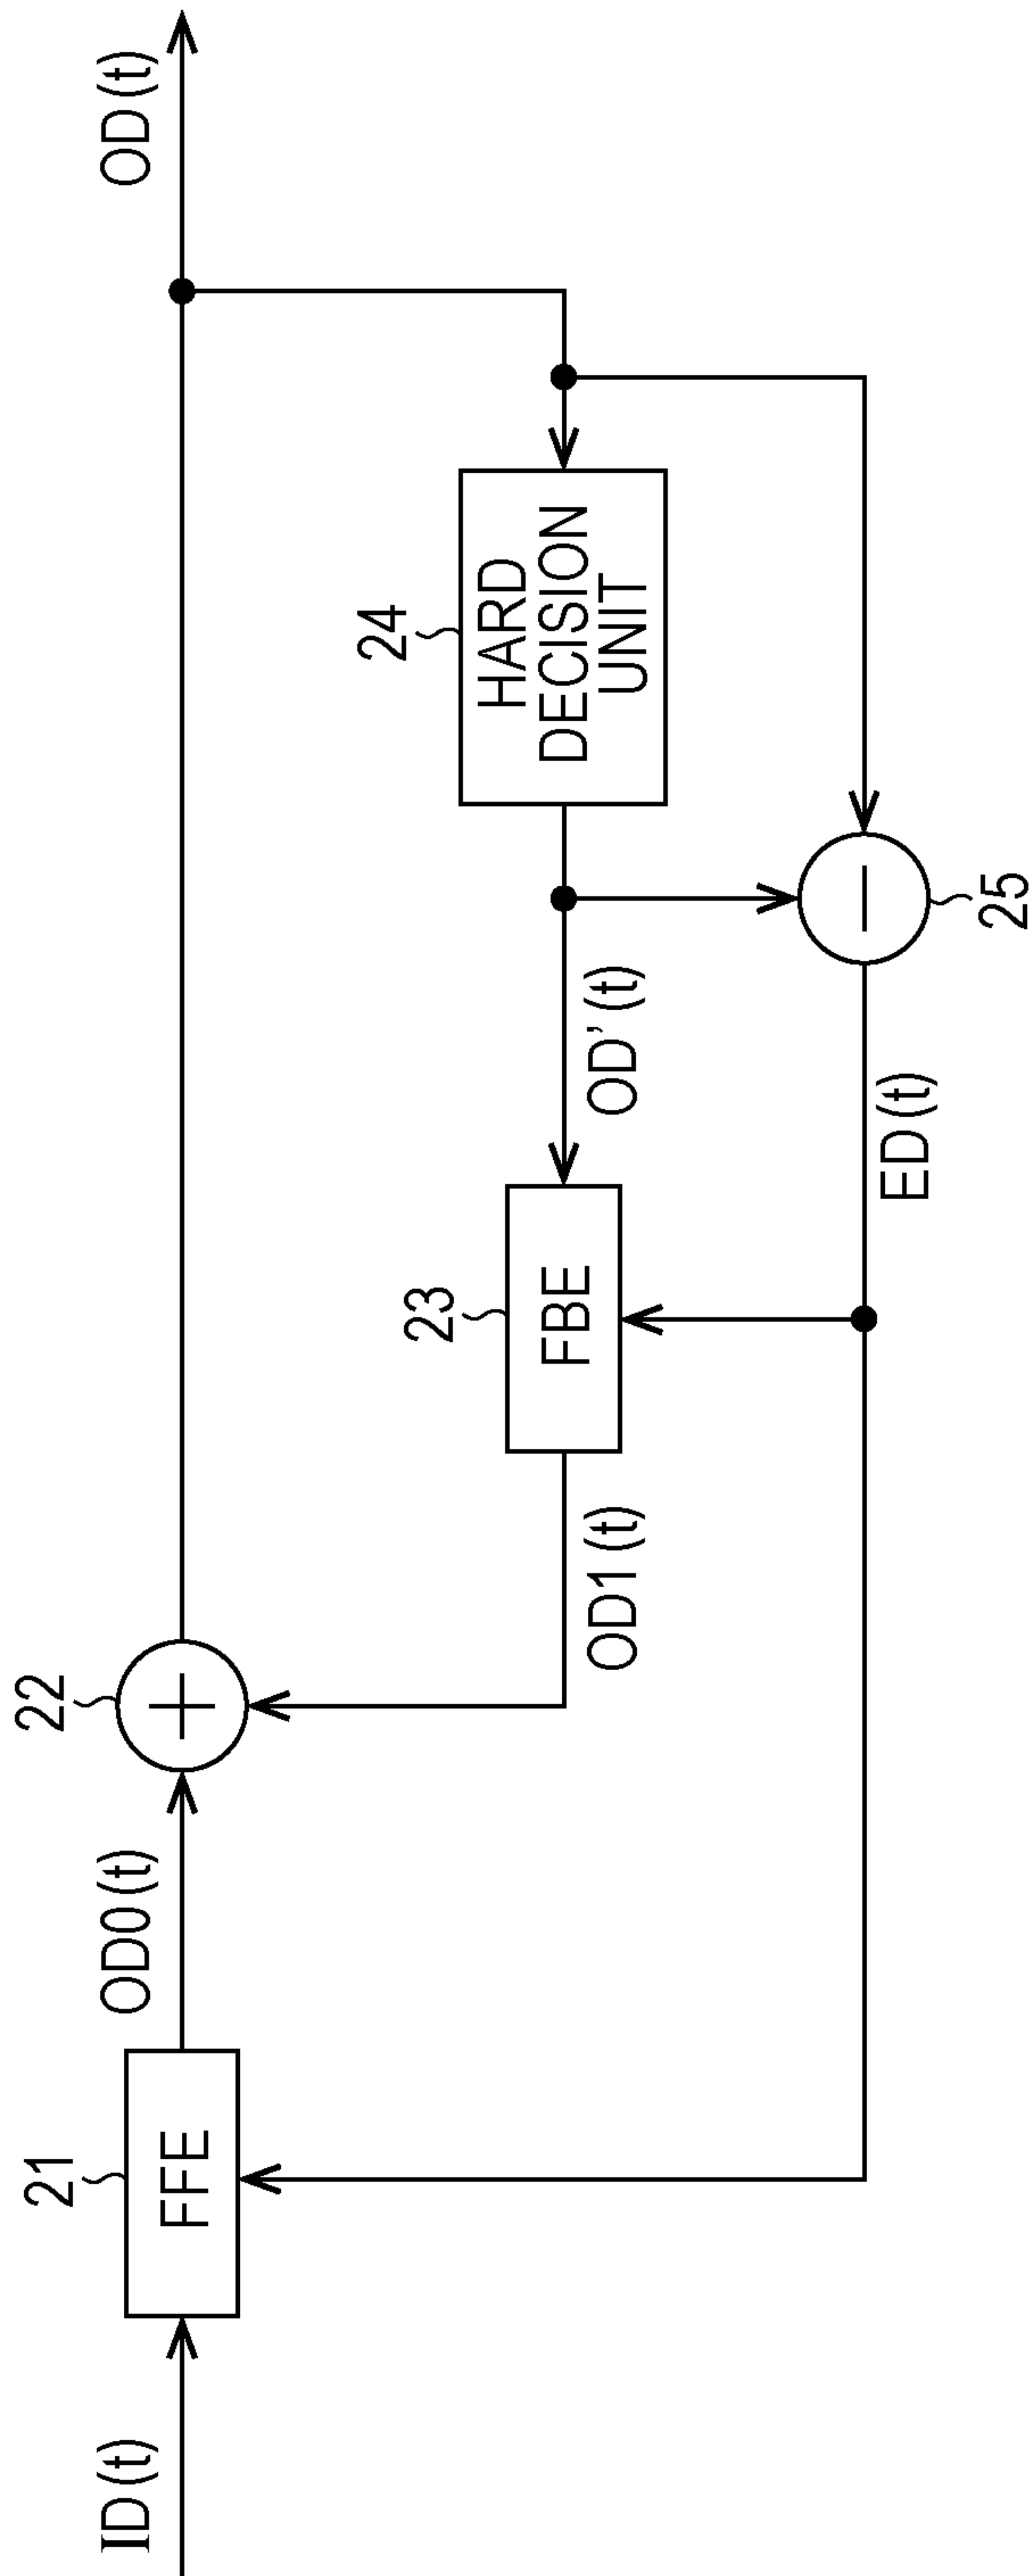 ID (t)
21
FFE
OD0 (t)
22
+
OD (t)
OD1 (t)
23
FBE
OD' (t)
24
HARD
DECISION
UNIT
ED (t)
25
−